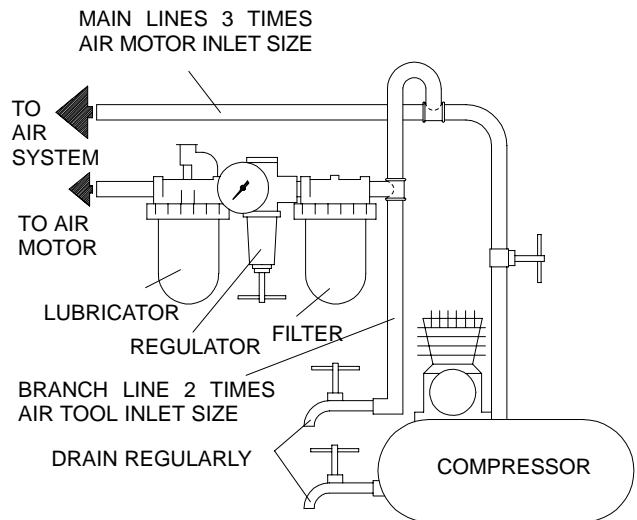 MAIN LINES 3 TIMES
AIR MOTOR INLET SIZE
TO
AIR
SYSTEM
TO AIR
MOTOR
LUBRICATOR
REGULATOR
FILTER
BRANCH LINE 2 TIMES
AIR TOOL INLET SIZE
DRAIN REGULARLY
COMPRESSOR